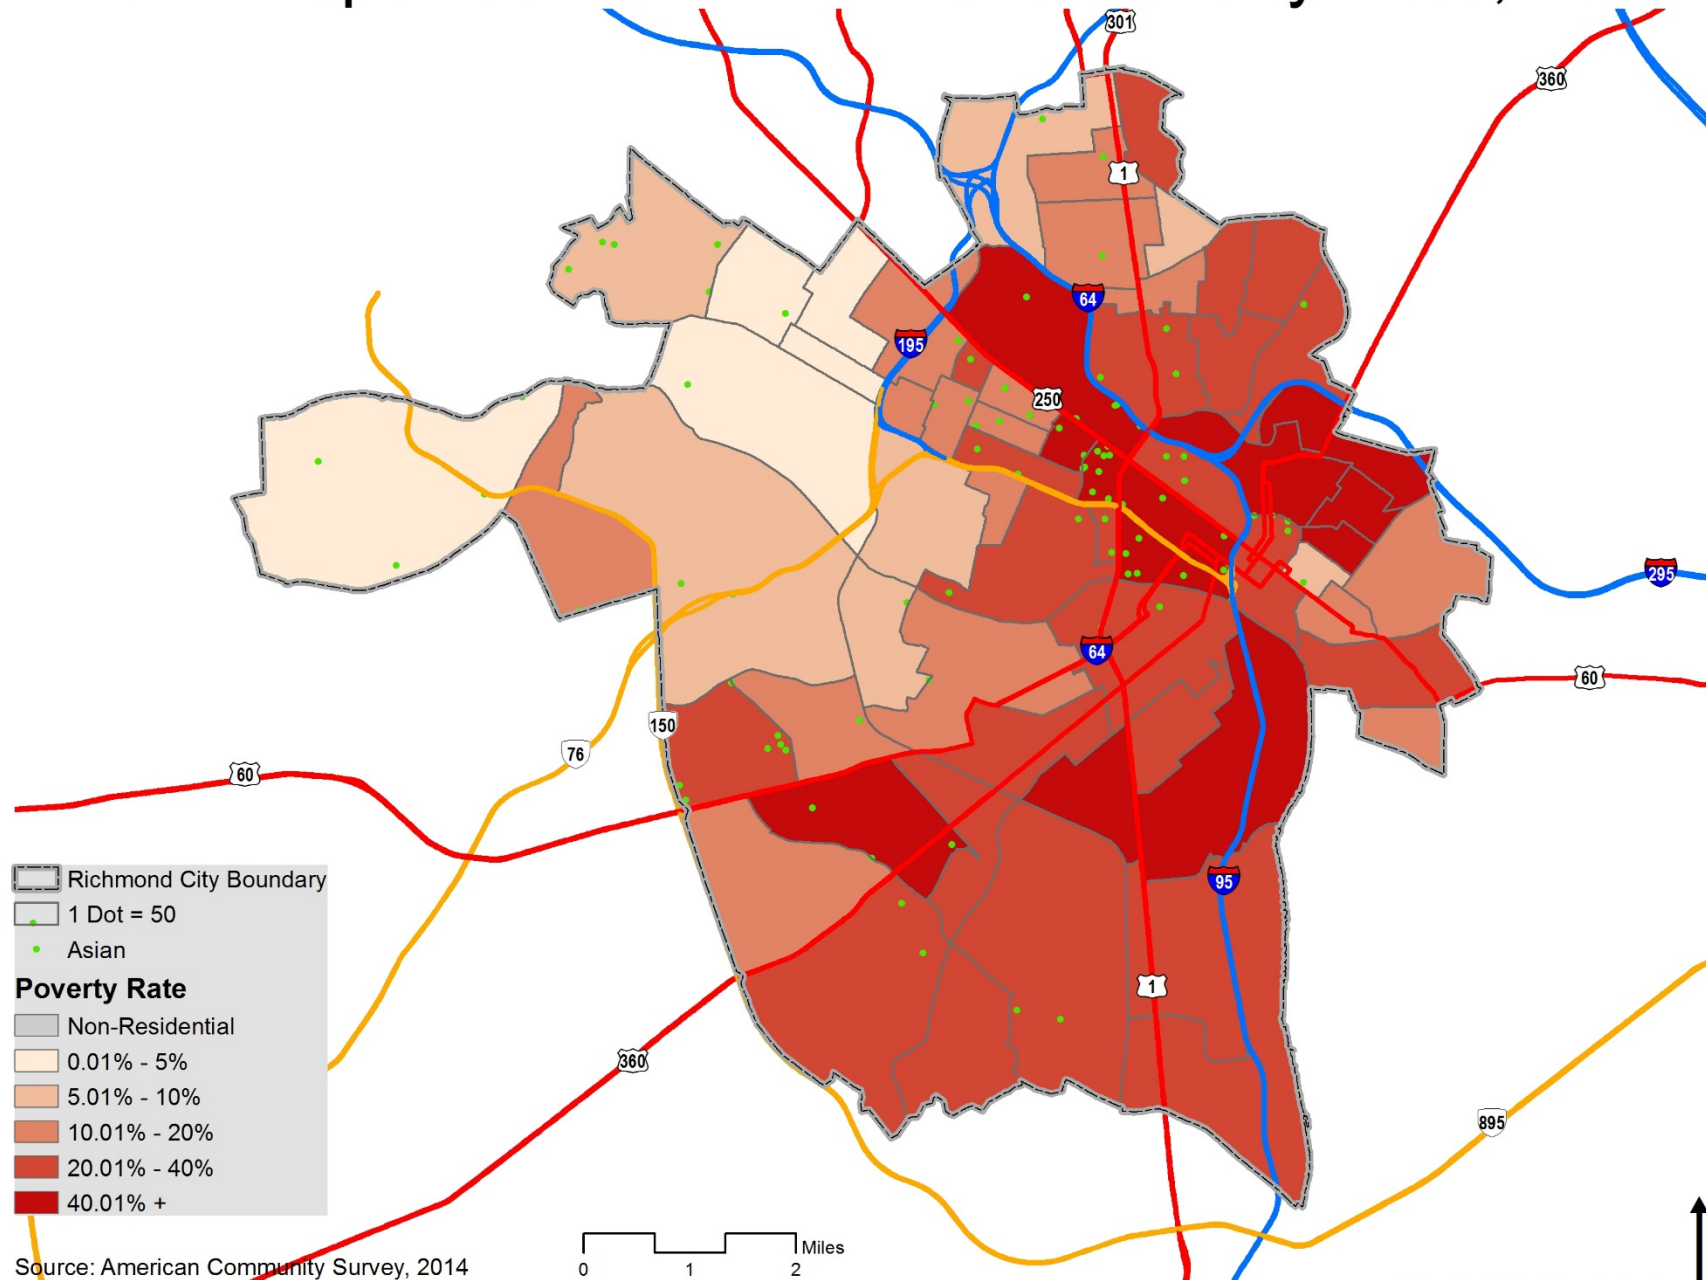 301
360
1
64
195
250
295
64
60
150
76
60
95
1
360
895
Richmond City Boundary
1 Dot = 50
Asian
Poverty Rate
Non-Residential
0.01% - 5%
5.01% - 10%
10.01% - 20%
20.01% - 40%
40.01% +
Miles
0 1 2
Source: American Community Survey, 2014